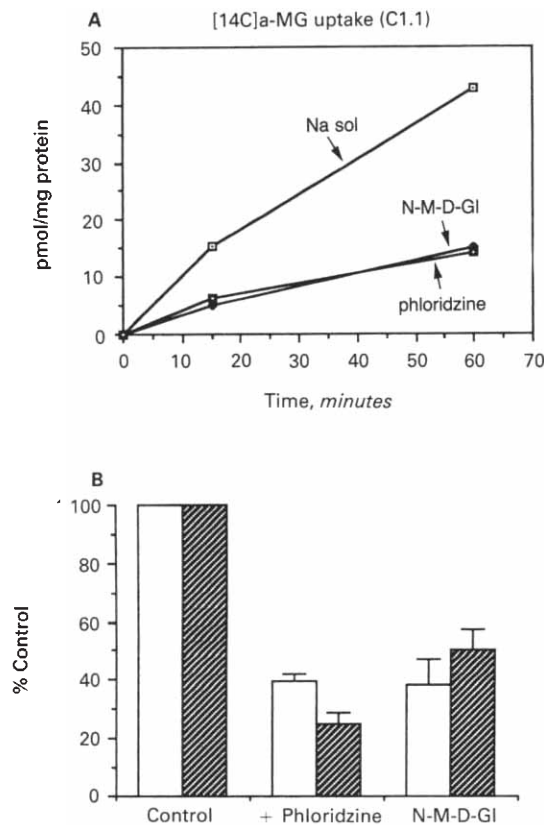 A [14C]a-MG uptake (C1.1)
50
40
30
20
10
0
pmol/mg protein
Na sol
N-M-D-Gl
phloridzine
0 10 20 30 40 50 60 70
Time, minutes
B
100
80
60
40
20
0
% Control
Control + Phloridzine N-M-D-Gl